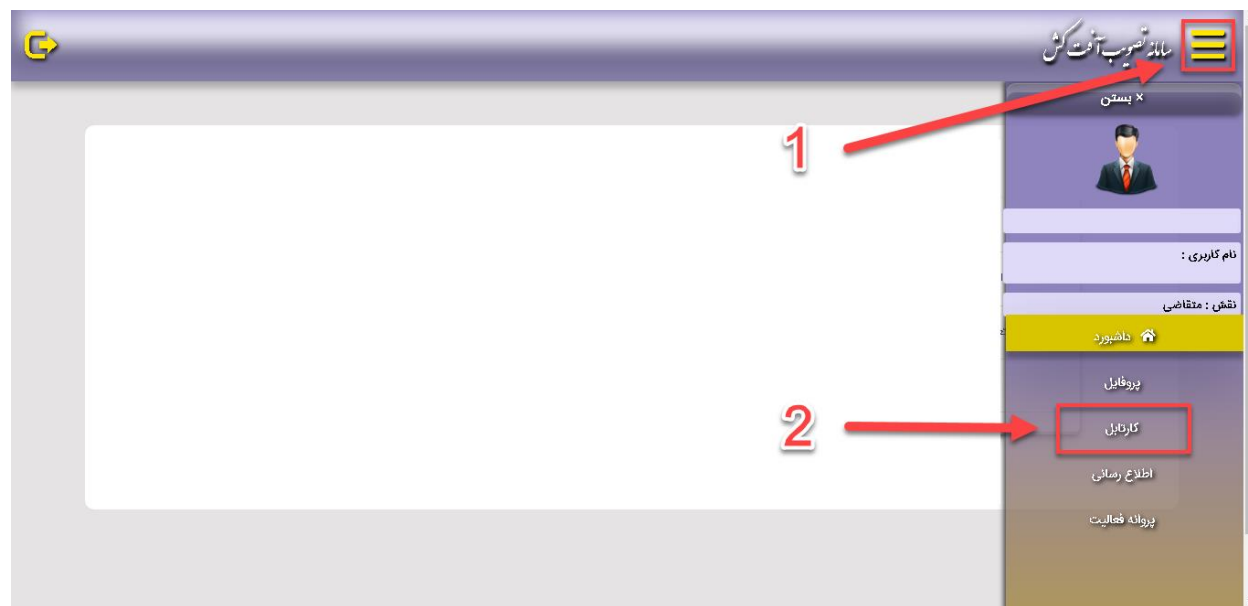 سامانه تصویب آفت کش
× بستن
1
نام کاربری :
نقش : متقاضی
داشبورد
پروفایل
2
کارتابل
اطلاع رسانی
پروانه فعالیت